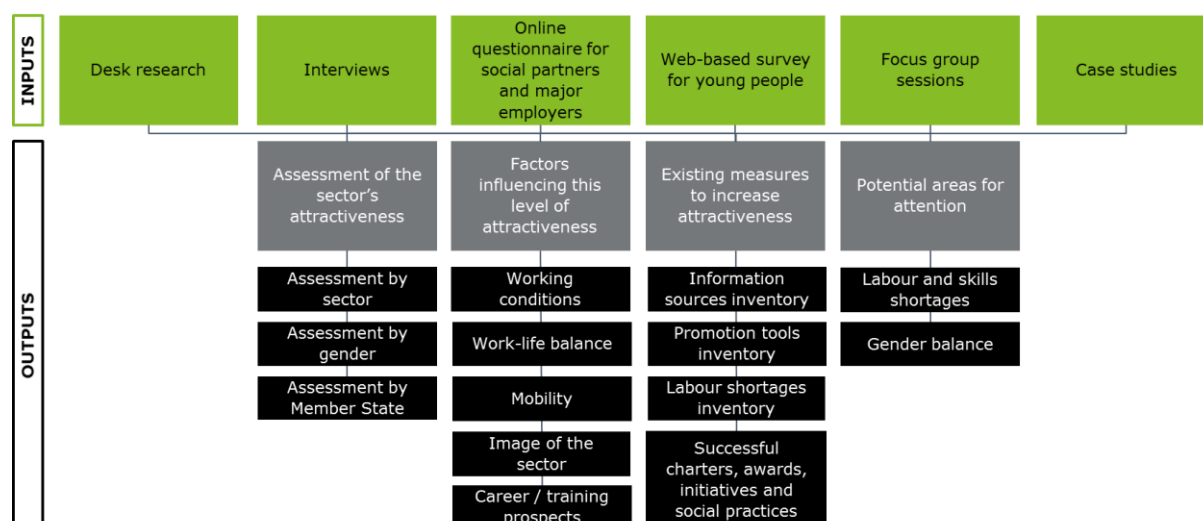 INPUTS
Desk research
Interviews
Online
questionnaire for
social partners
and major
employers
Web-based survey
for young people
Focus group
sessions
Case studies
OUTPUTS
Assessment of the
sector’s
attractiveness
Assessment by
sector
Assessment by
gender
Assessment by
Member State
Factors
influencing this
level of
attractiveness
Working
conditions
Work-life balance
Mobility
Image of the
sector
Career / training
prospects
Existing measures
to increase
attractiveness
Information
sources inventory
Promotion tools
inventory
Labour shortages
inventory
Successful
charters, awards,
initiatives and
social practices
Potential areas for
attention
Labour and skills
shortages
Gender balance